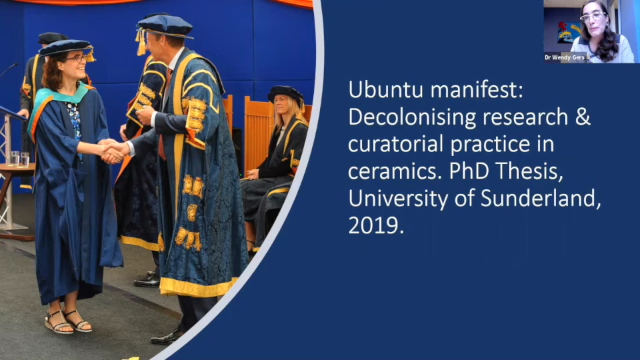 Dr Wendy Gers
Ubuntu manifest:
Decolonising research &
curatorial practice in
ceramics. PhD Thesis,
University of Sunderland,
2019.